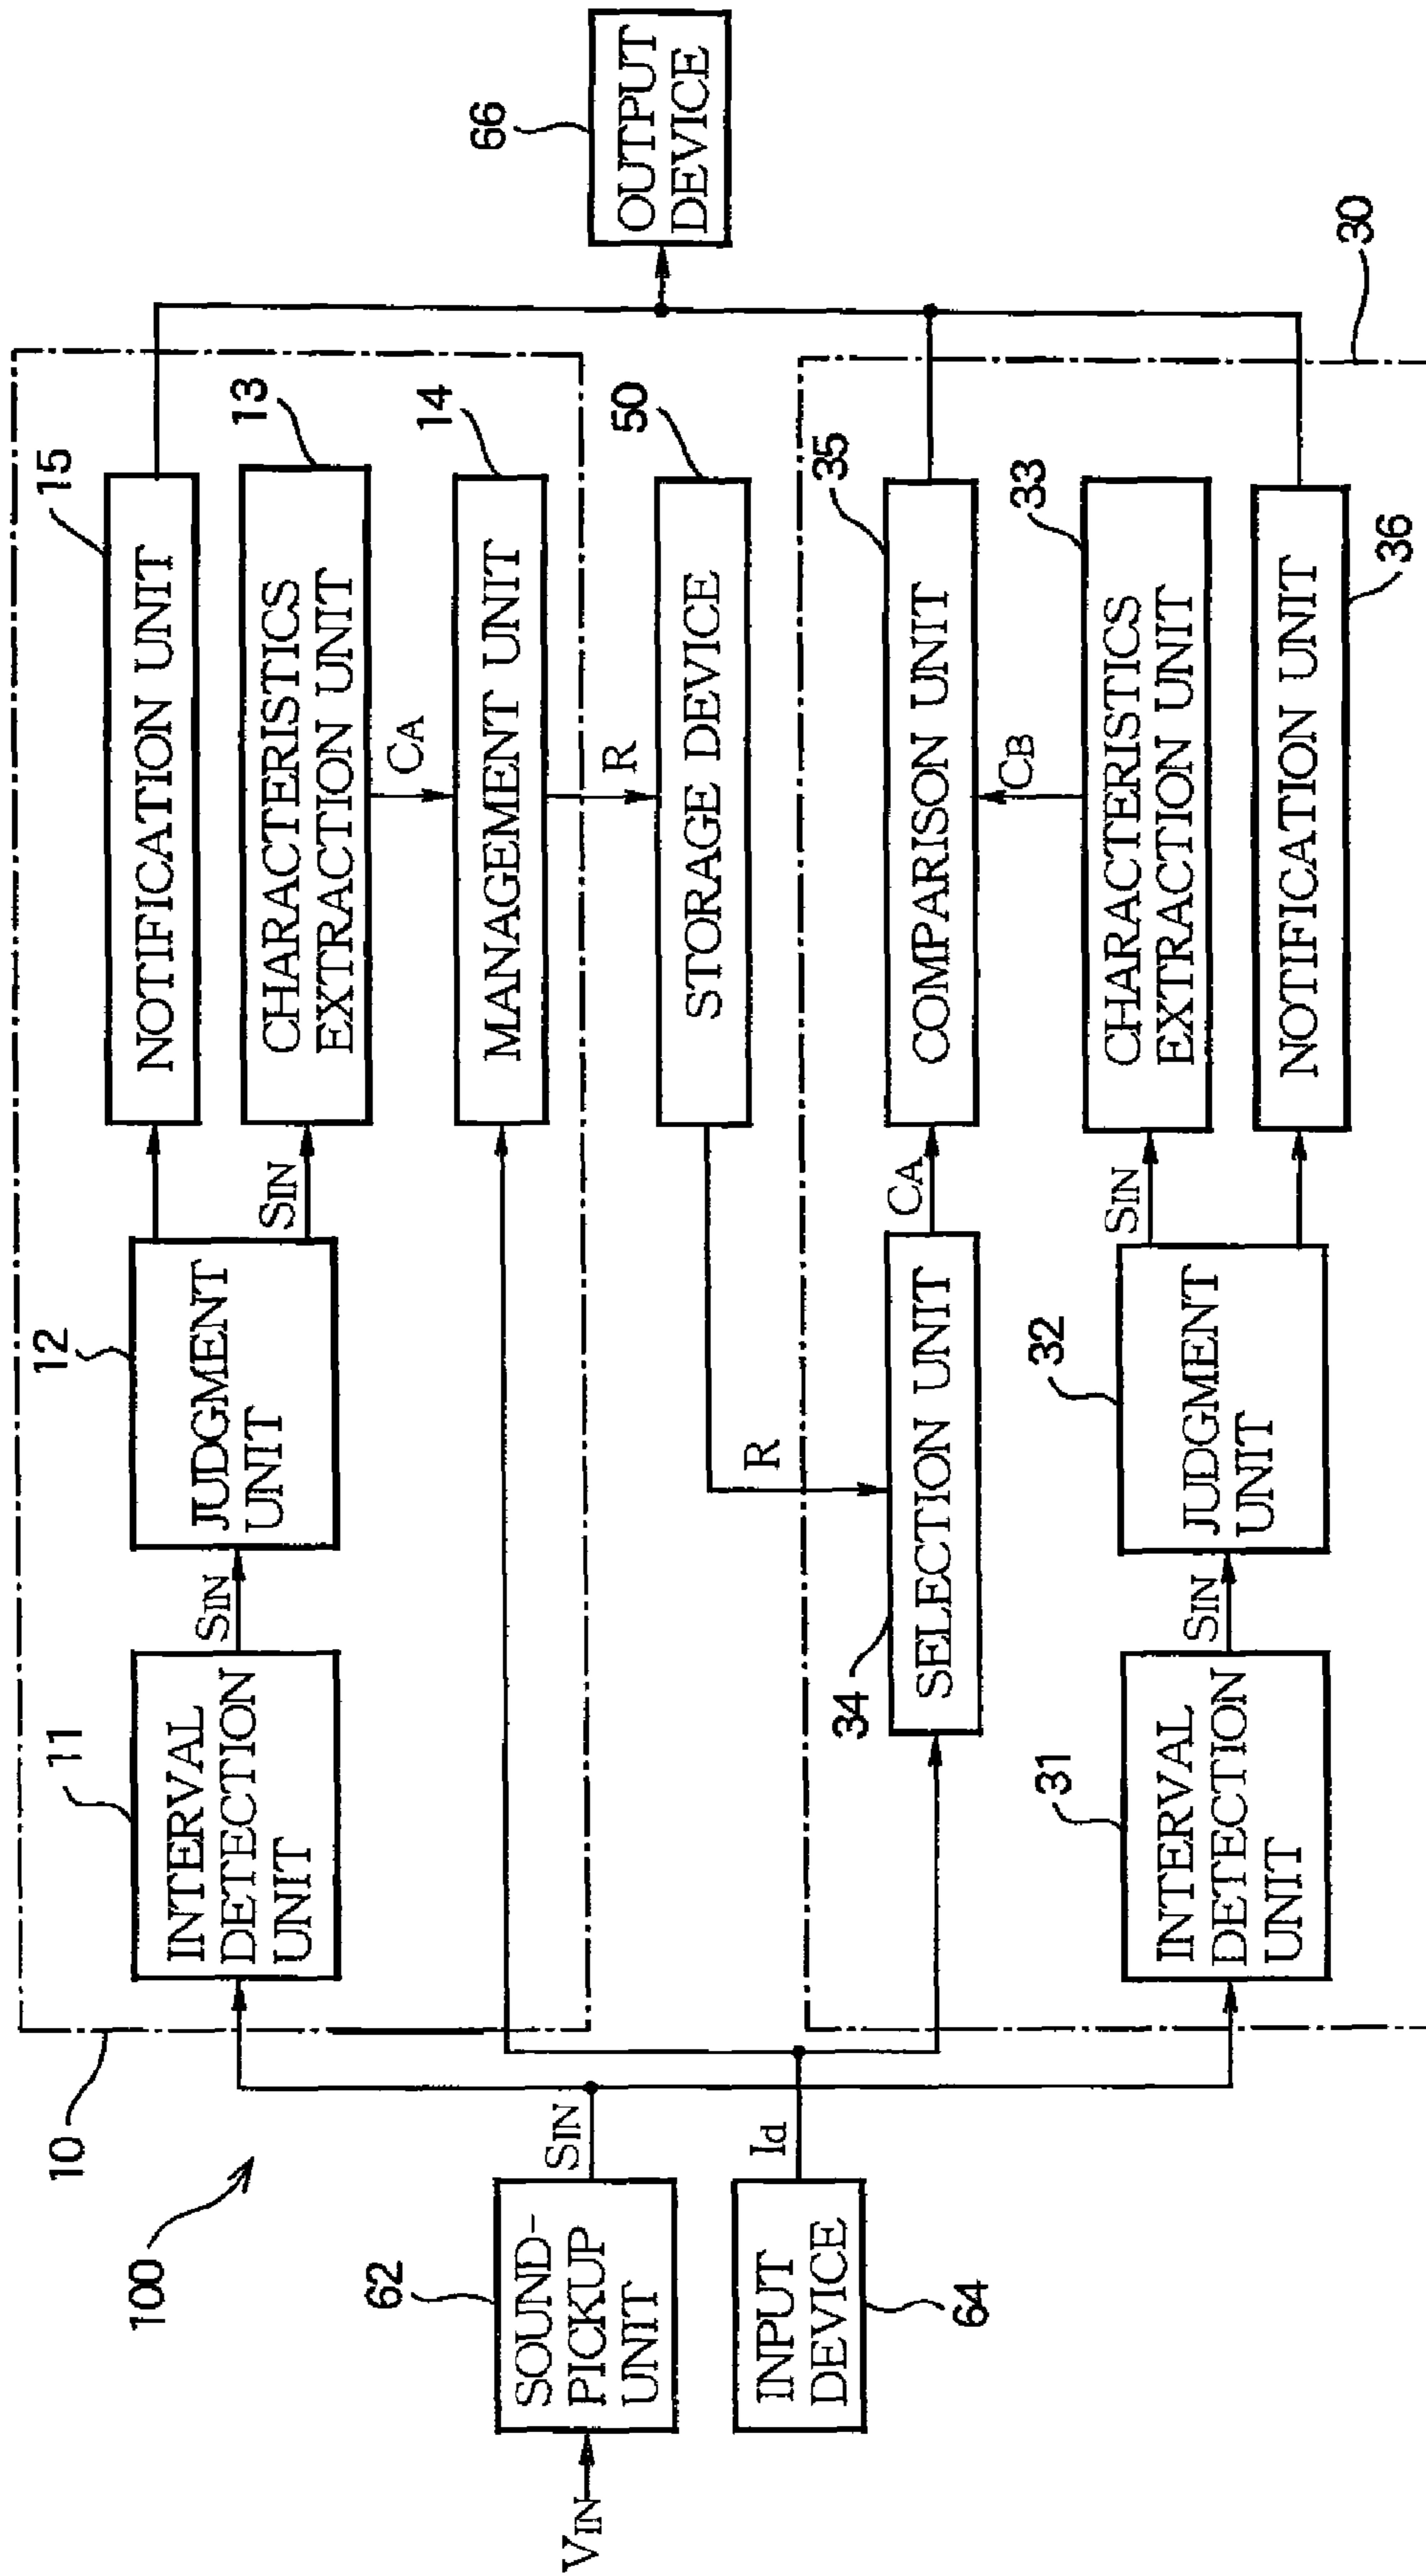 100
10
11
INTERVAL
DETECTION
UNIT
SIN
12
JUDGMENT
UNIT
SIN
15
NOTIFICATION UNIT
13
CHARACTERISTICS
EXTRACTION UNIT
CA
14
MANAGEMENT UNIT
R
50
STORAGE DEVICE
R
VIN
62
SOUND-
PICKUP
UNIT
SIN
INPUT
DEVICE
64
Id
66
OUTPUT
DEVICE
30
34
SELECTION UNIT
CA
35
COMPARISON UNIT
CB
33
CHARACTERISTICS
EXTRACTION UNIT
31
INTERVAL
DETECTION
UNIT
SIN
32
JUDGMENT
UNIT
SIN
NOTIFICATION UNIT
36